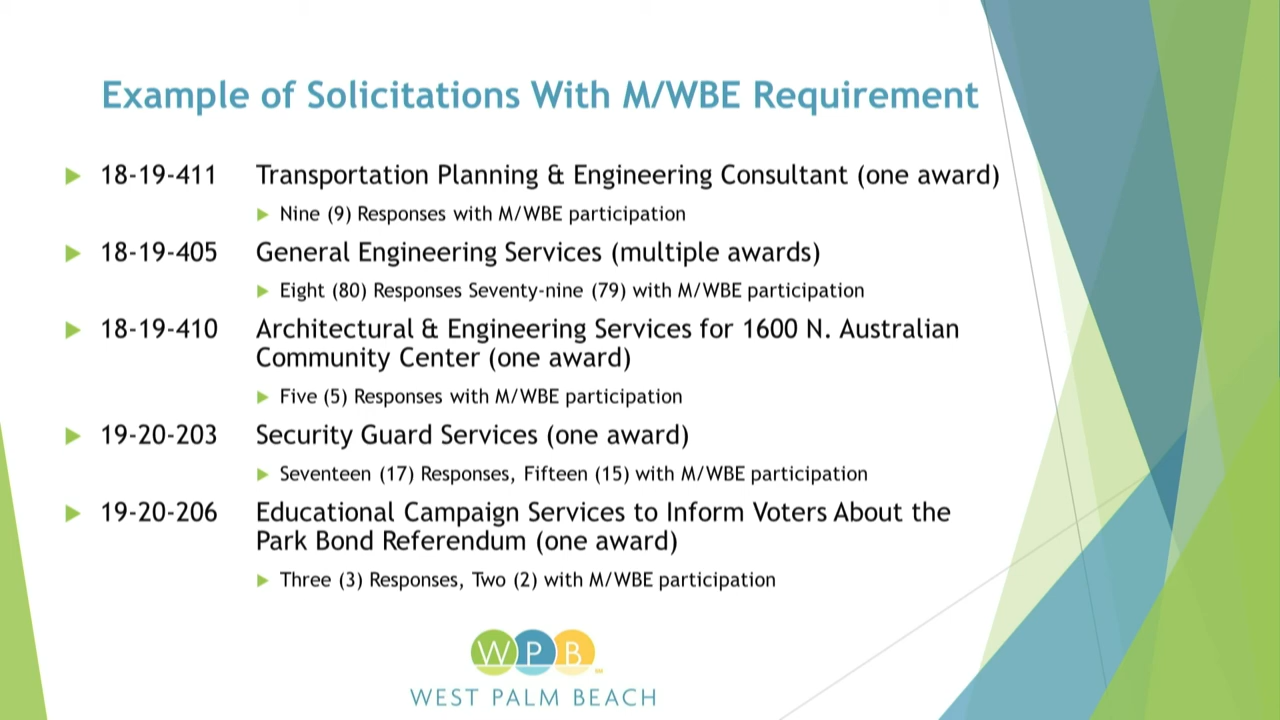 Example of Solicitations With M/WBE Requirement
18-19-411 Transportation Planning & Engineering Consultant (one award)
Nine (9) Responses with M/WBE participation
18-19-405 General Engineering Services (multiple awards)
Eight (80) Responses Seventy-nine (79) with M/WBE participation
18-19-410 Architectural & Engineering Services for 1600 N. Australian
Community Center (one award)
Five (5) Responses with M/WBE participation
19-20-203 Security Guard Services (one award)
Seventeen (17) Responses, Fifteen (15) with M/WBE participation
19-20-206 Educational Campaign Services to Inform Voters About the
Park Bond Referendum (one award)
Three (3) Responses, Two (2) with M/WBE participation
WPB
WEST PALM BEACH